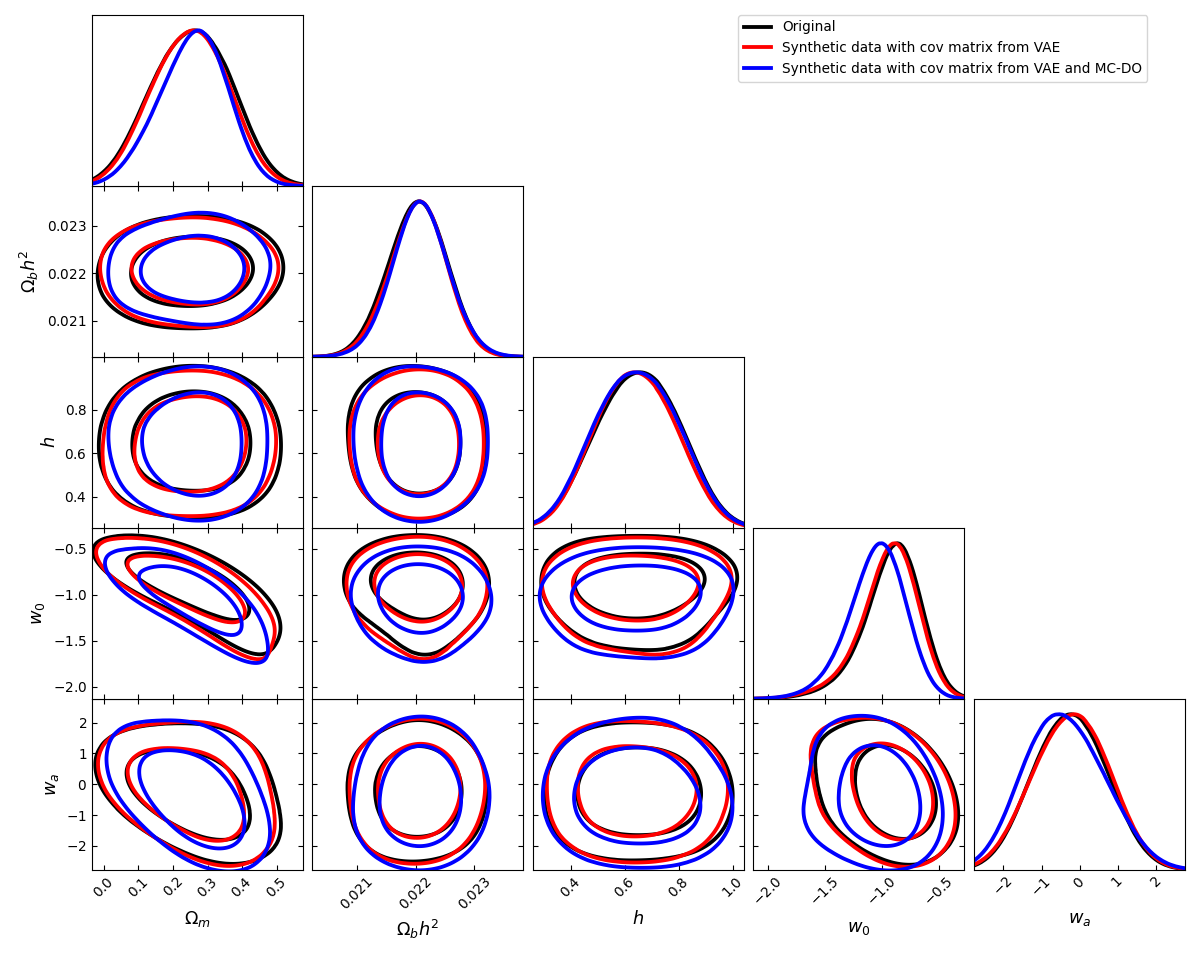 Original
Synthetic data with cov matrix from VAE
Synthetic data with cov matrix from VAE and MC-DO
0.023
0.022
0.021
Ω_b h²
0.8
0.6
0.4
h
−0.5
−1.0
−1.5
−2.0
w₀
2
1
0
−1
−2
w_a
0.0 0.1 0.2 0.3 0.4 0.5
0.021 0.022 0.023
0.4 0.6 0.8 1.0
−2.0 −1.5 −1.0 −0.5
−2 −1 0 1 2
Ω_m
Ω_b h²
h
w₀
w_a